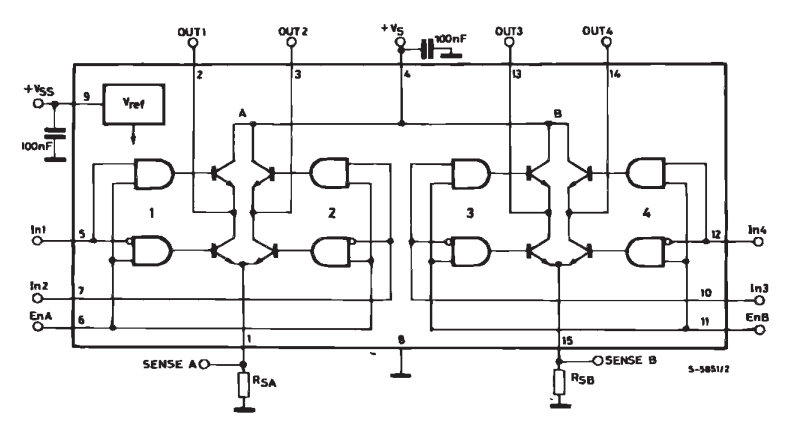 OUT1 OUT2 +VS 100nF OUT3 OUT4
2 3 4 13 14
+VSS 9 Vref A B
100nF
1 2 3 4
In1 5 12 In4
In2 7 10 In3
EnA 6 11 EnB
1 8 15
SENSE A SENSE B S-5851/2
RSA RSB